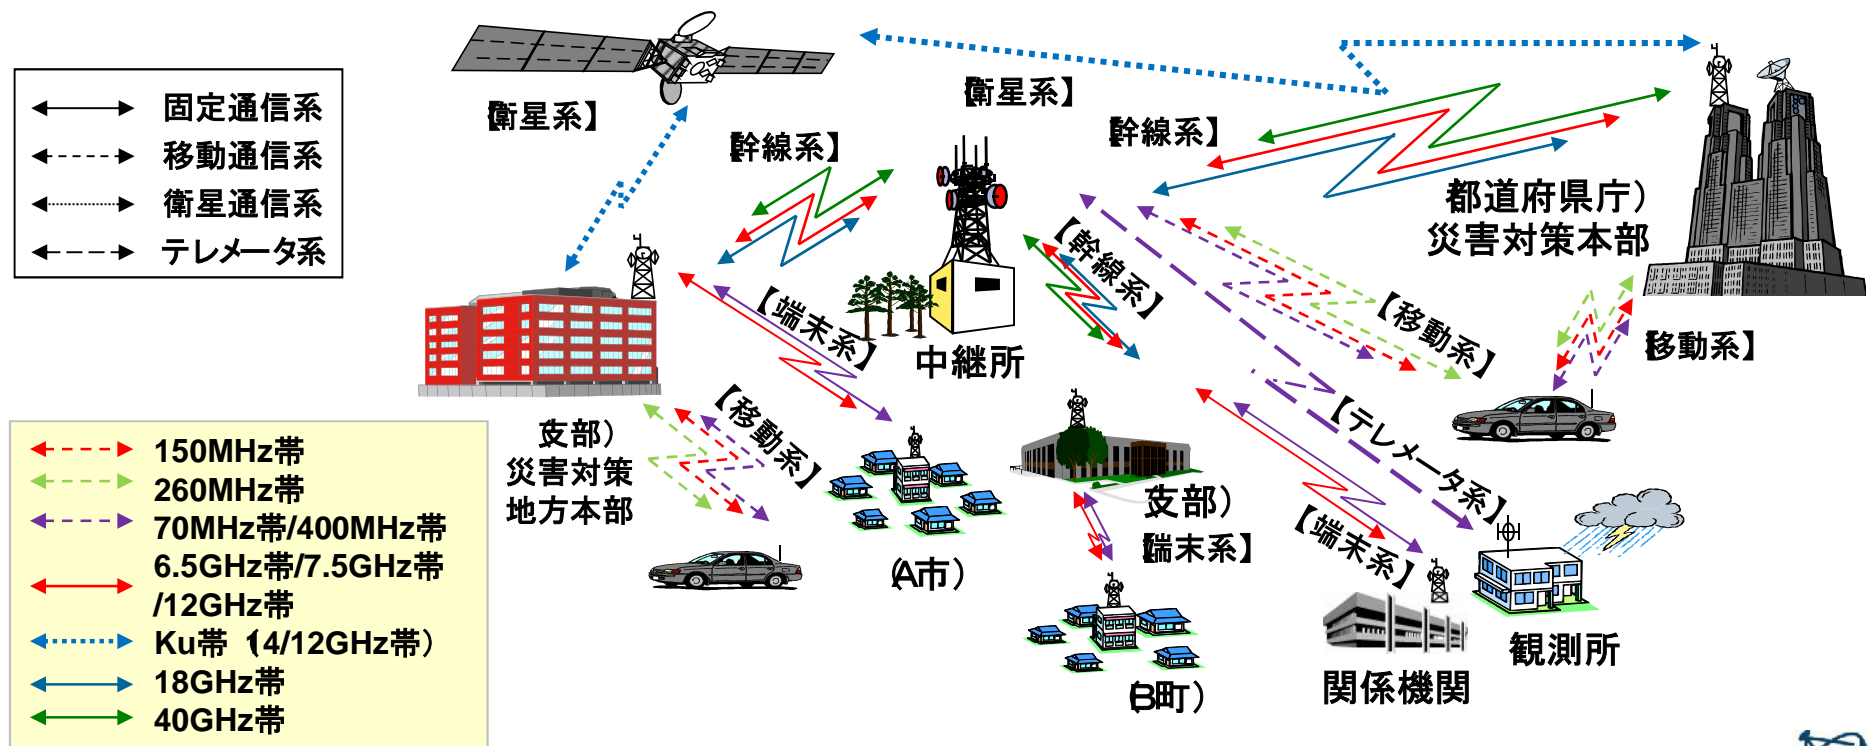 固定通信系
移動通信系
衛星通信系
テレメータ系
【衛星系】
【衛星系】
【幹線系】
【幹線系】
都道府県庁）
災害対策本部
【幹線系】
【端末系】
中継所
【移動系】
【移動系】
【移動系】
【テレメータ系】
支部）
災害対策
地方本部
(A市）
支部）
【端末系】
【端末系】
(B町）
関係機関
観測所
150MHz帯
260MHz帯
70MHz帯/400MHz帯
6.5GHz帯/7.5GHz帯
/12GHz帯
Ku帯（14/12GHz帯）
18GHz帯
40GHz帯